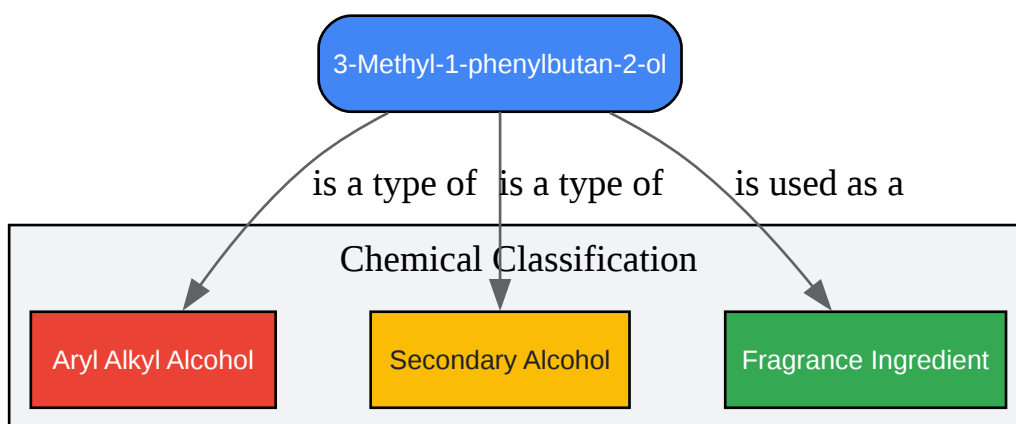 3-Methyl-1-phenylbutan-2-ol
is a type of
is a type of
is used as a
Chemical Classification
Aryl Alkyl Alcohol
Secondary Alcohol
Fragrance Ingredient